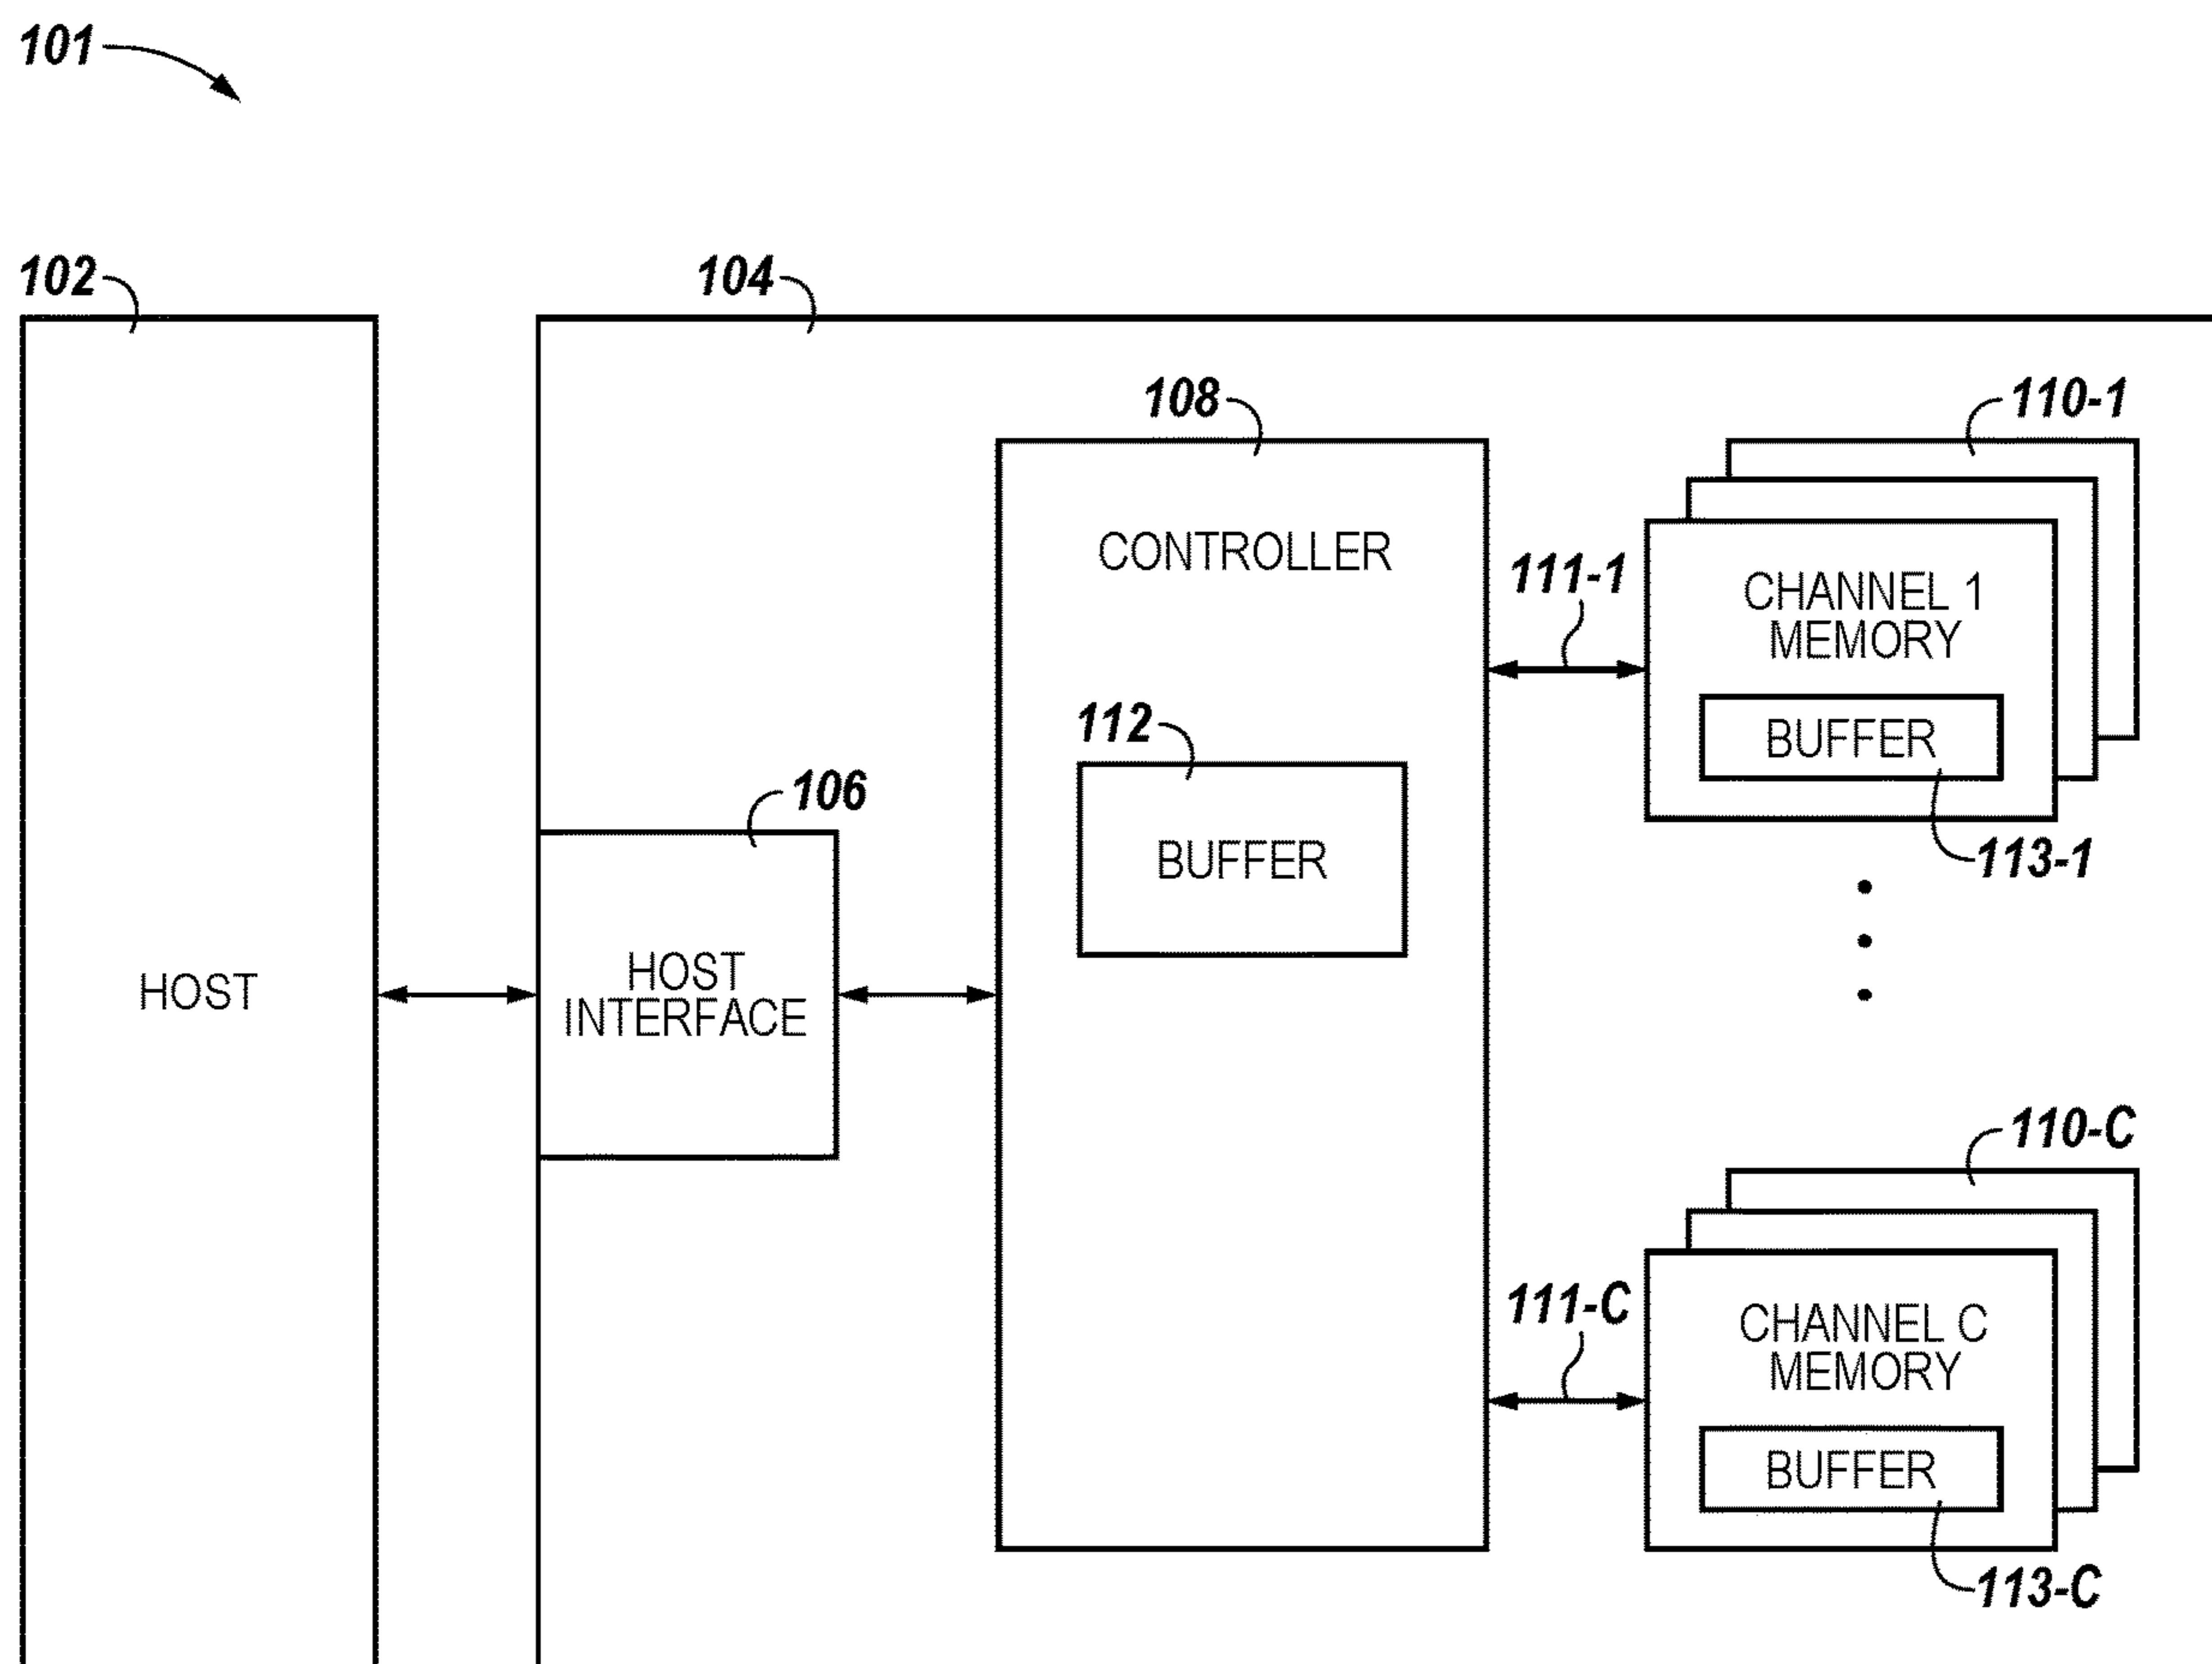 101
102
104
108
110-1
CONTROLLER
111-1
CHANNEL 1
MEMORY
112
BUFFER
106
BUFFER
113-1
HOST
HOST
INTERFACE
110-C
111-C
CHANNEL C
MEMORY
BUFFER
113-C